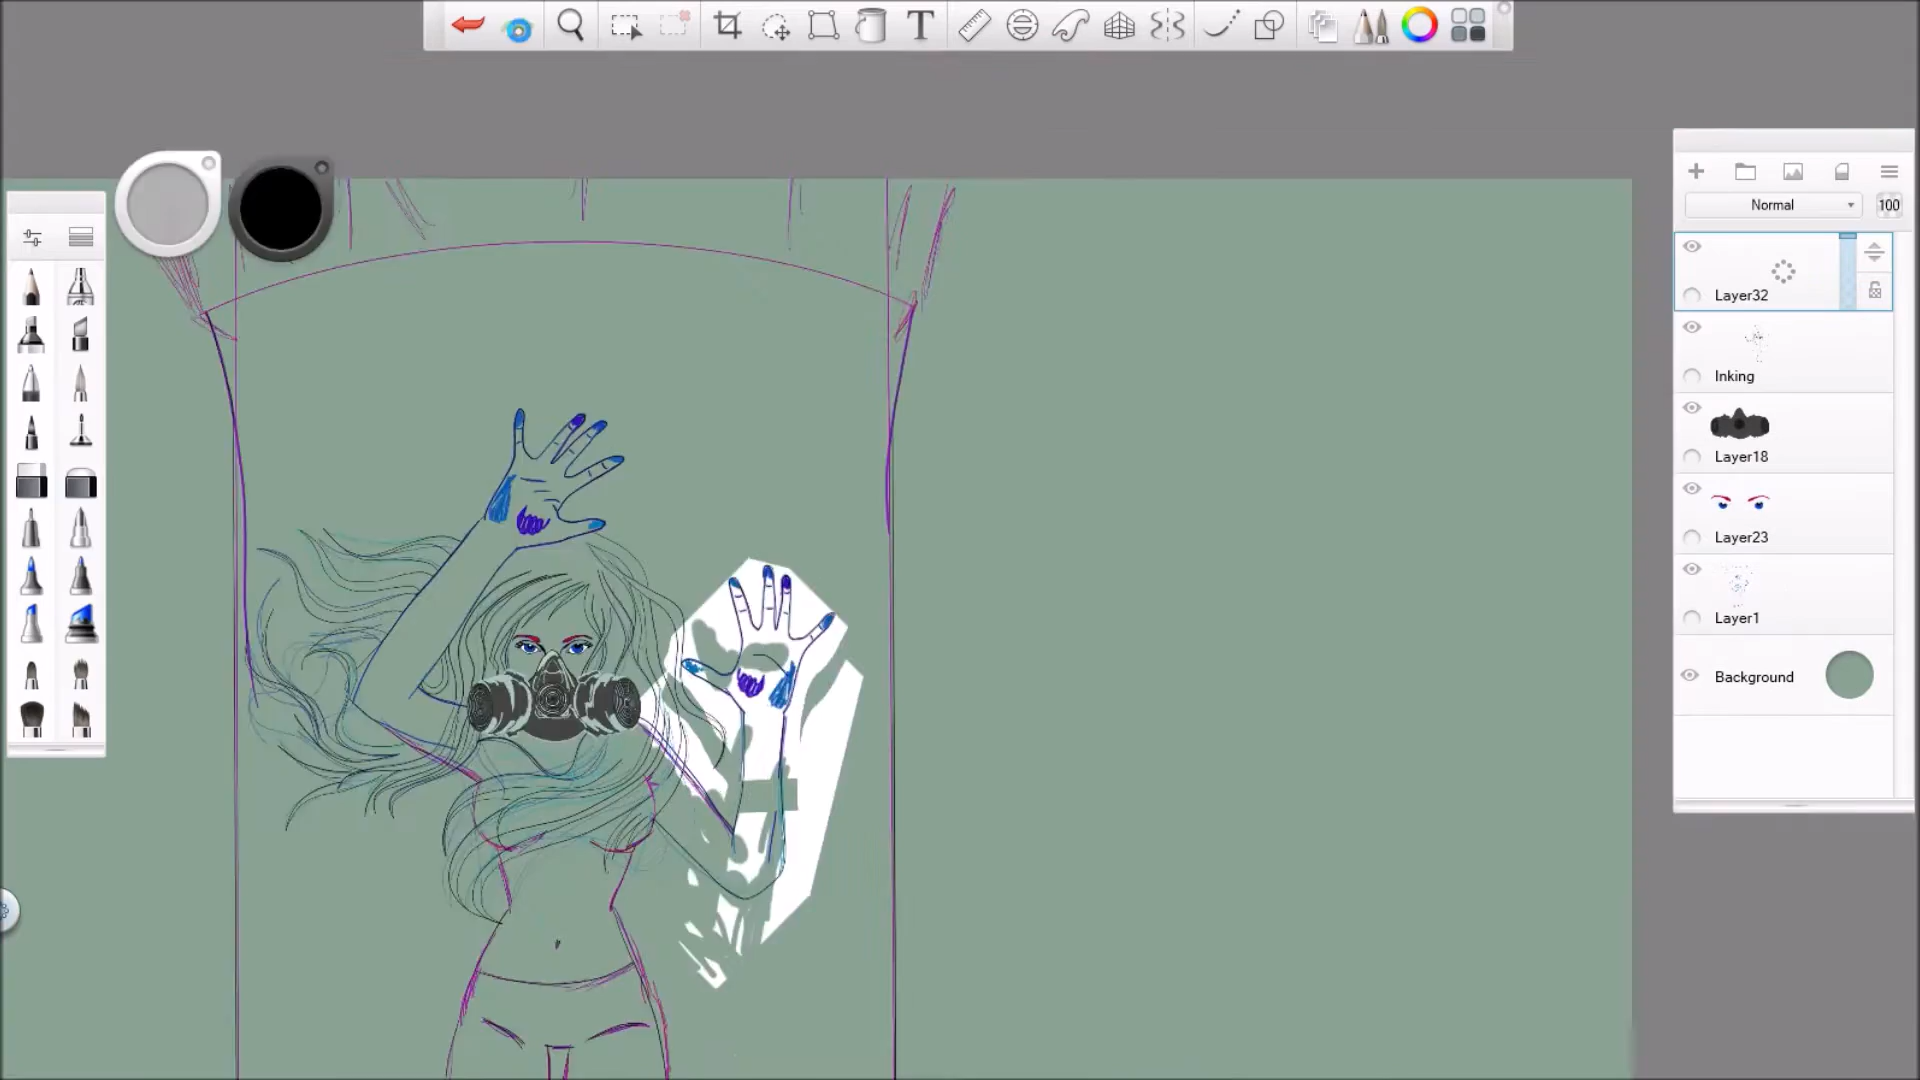 T
Normal
100
Layer32
Inking
Layer18
Layer23
Layer1
Background